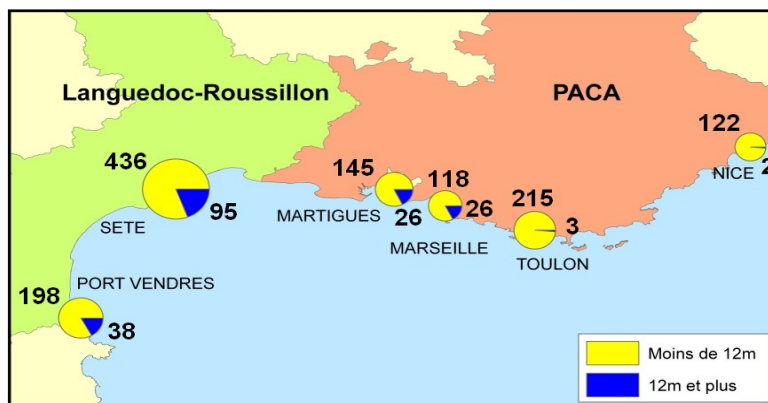 Languedoc-Roussillon
PACA
122
2
NICE
436
95
SETE
145
26
MARTIGUES
118
26
MARSEILLE
215
3
TOULON
PORT VENDRES
198
38
Moins de 12m
12m et plus